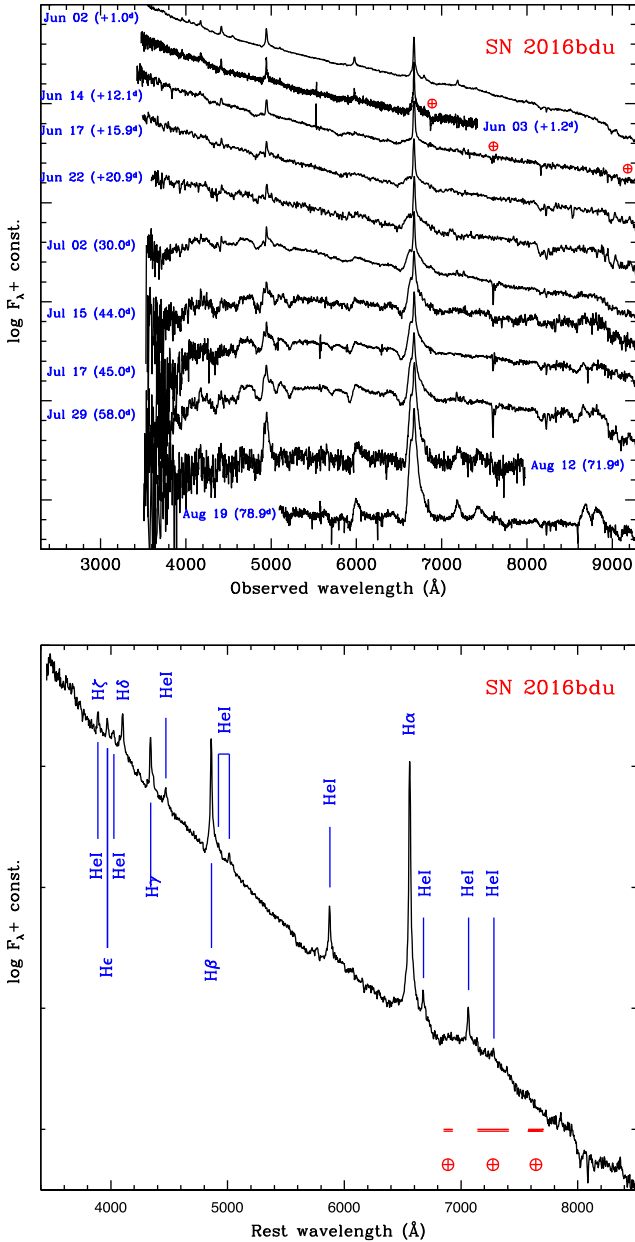 Jun 02 (+1.0d)
SN 2016bdu
Jun 14 (+12.1d)
Jun 03 (+1.2d)
Jun 17 (+15.9d)
Jun 22 (+20.9d)
Jul 02 (30.0d)
Jul 15 (44.0d)
Jul 17 (45.0d)
Jul 29 (58.0d)
Aug 12 (71.9d)
Aug 19 (78.9d)
log Fλ+ const.
3000 4000 5000 6000 7000 8000 9000
Observed wavelength (Å)
SN 2016bdu
Hζ Hδ HeI HeI HeI Hα
HeI Hϵ HeI Hγ Hβ HeI HeI HeI
log Fλ+ const.
4000 5000 6000 7000 8000
Rest wavelength (Å)